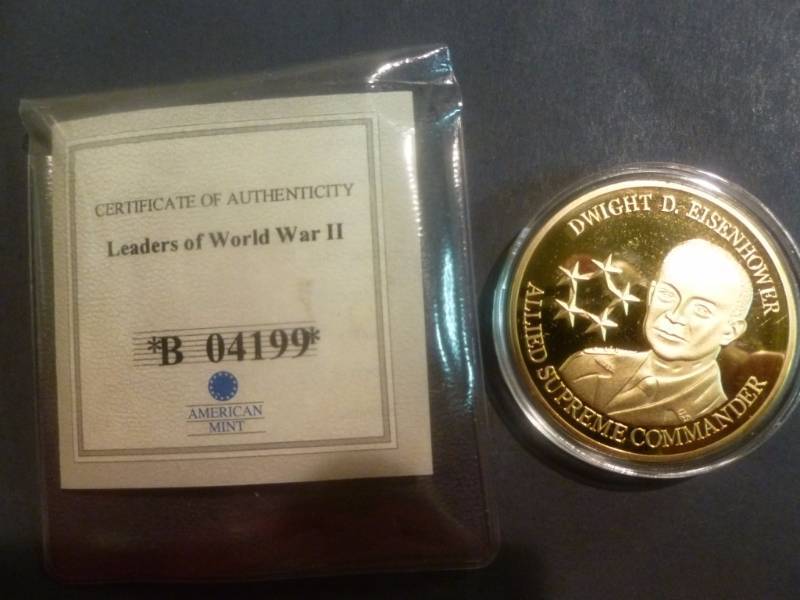 CERTIFICATE OF AUTHENTICITY
Leaders of World War II
*B 04199*
AMERICAN
MINT
DWIGHT D. EISENHOWER
ALLIED SUPREME COMMANDER